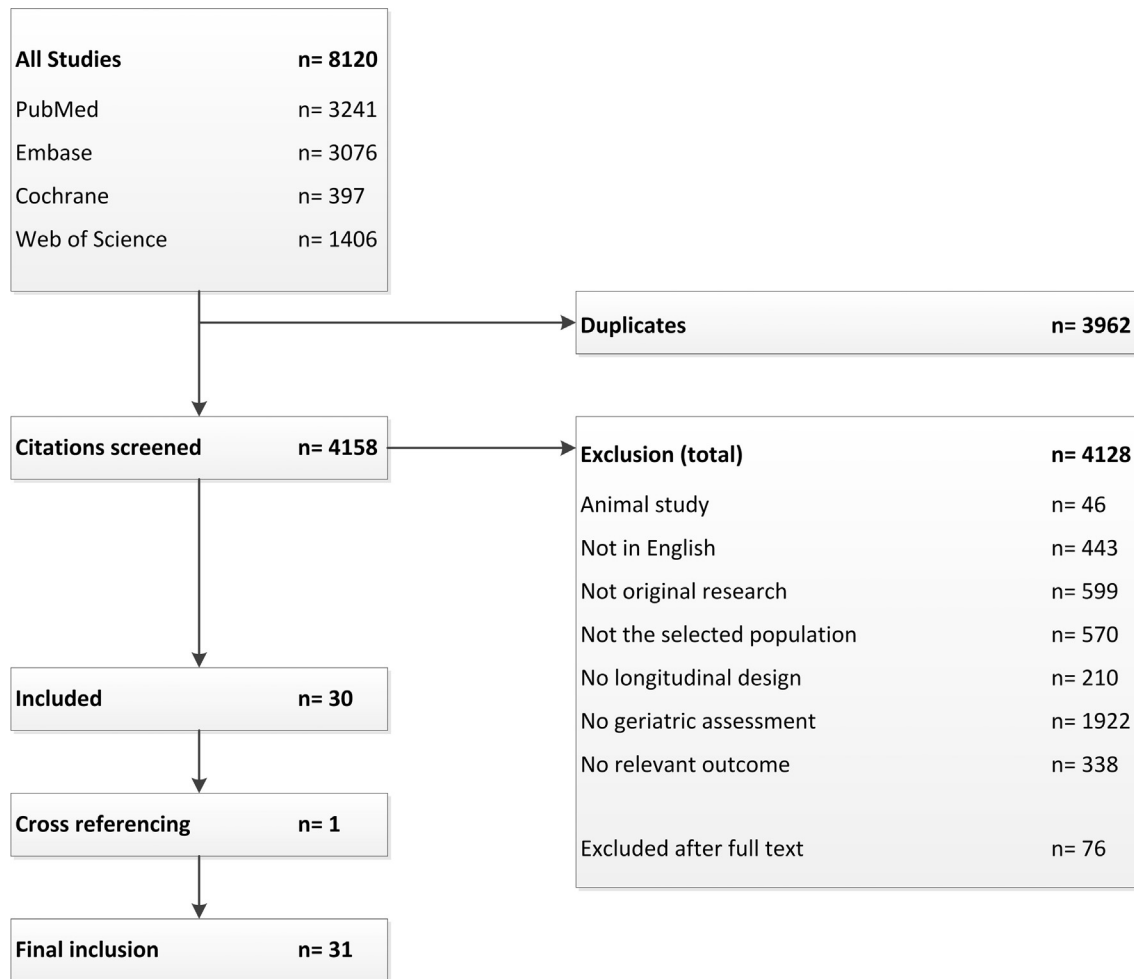 All Studies n= 8120
PubMed n= 3241
Embase n= 3076
Cochrane n= 397
Web of Science n= 1406
Duplicates n= 3962
Citations screened n= 4158
Exclusion (total) n= 4128
Animal study n= 46
Not in English n= 443
Not original research n= 599
Not the selected population n= 570
No longitudinal design n= 210
No geriatric assessment n= 1922
No relevant outcome n= 338
Excluded after full text n= 76
Included n= 30
Cross referencing n= 1
Final inclusion n= 31